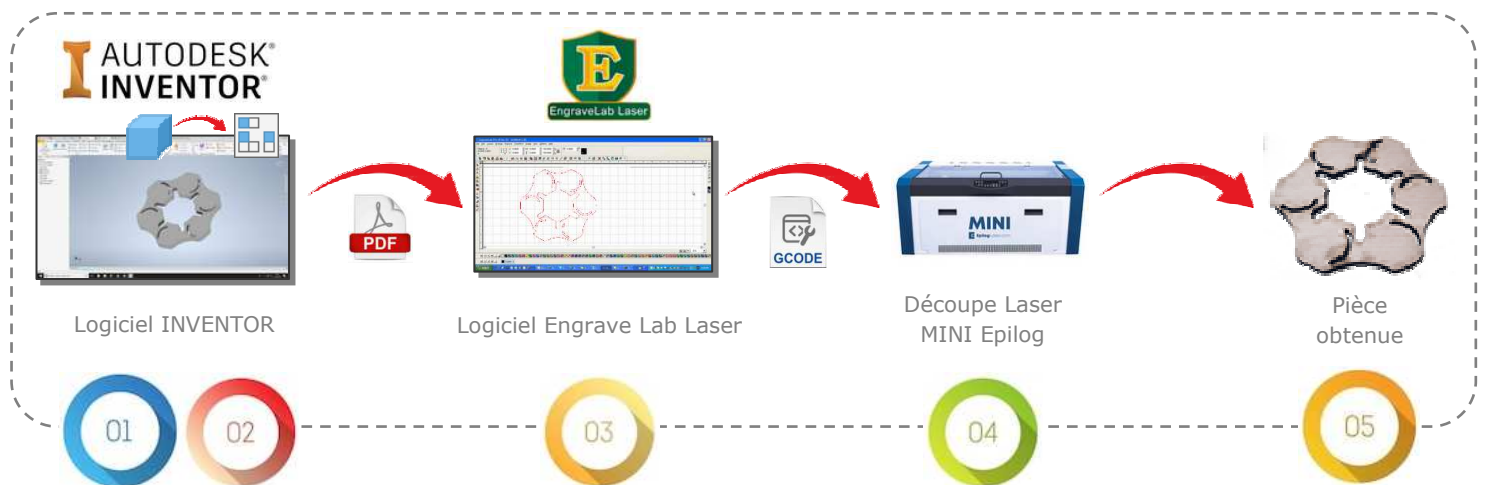 AUTODESK®
INVENTOR®
E
EngraveLab Laser
PDF
GCODE
MINI
Epilog
Logiciel INVENTOR
Logiciel Engrave Lab Laser
Découpe Laser
MINI Epilog
Pièce
obtenue
01
02
03
04
05